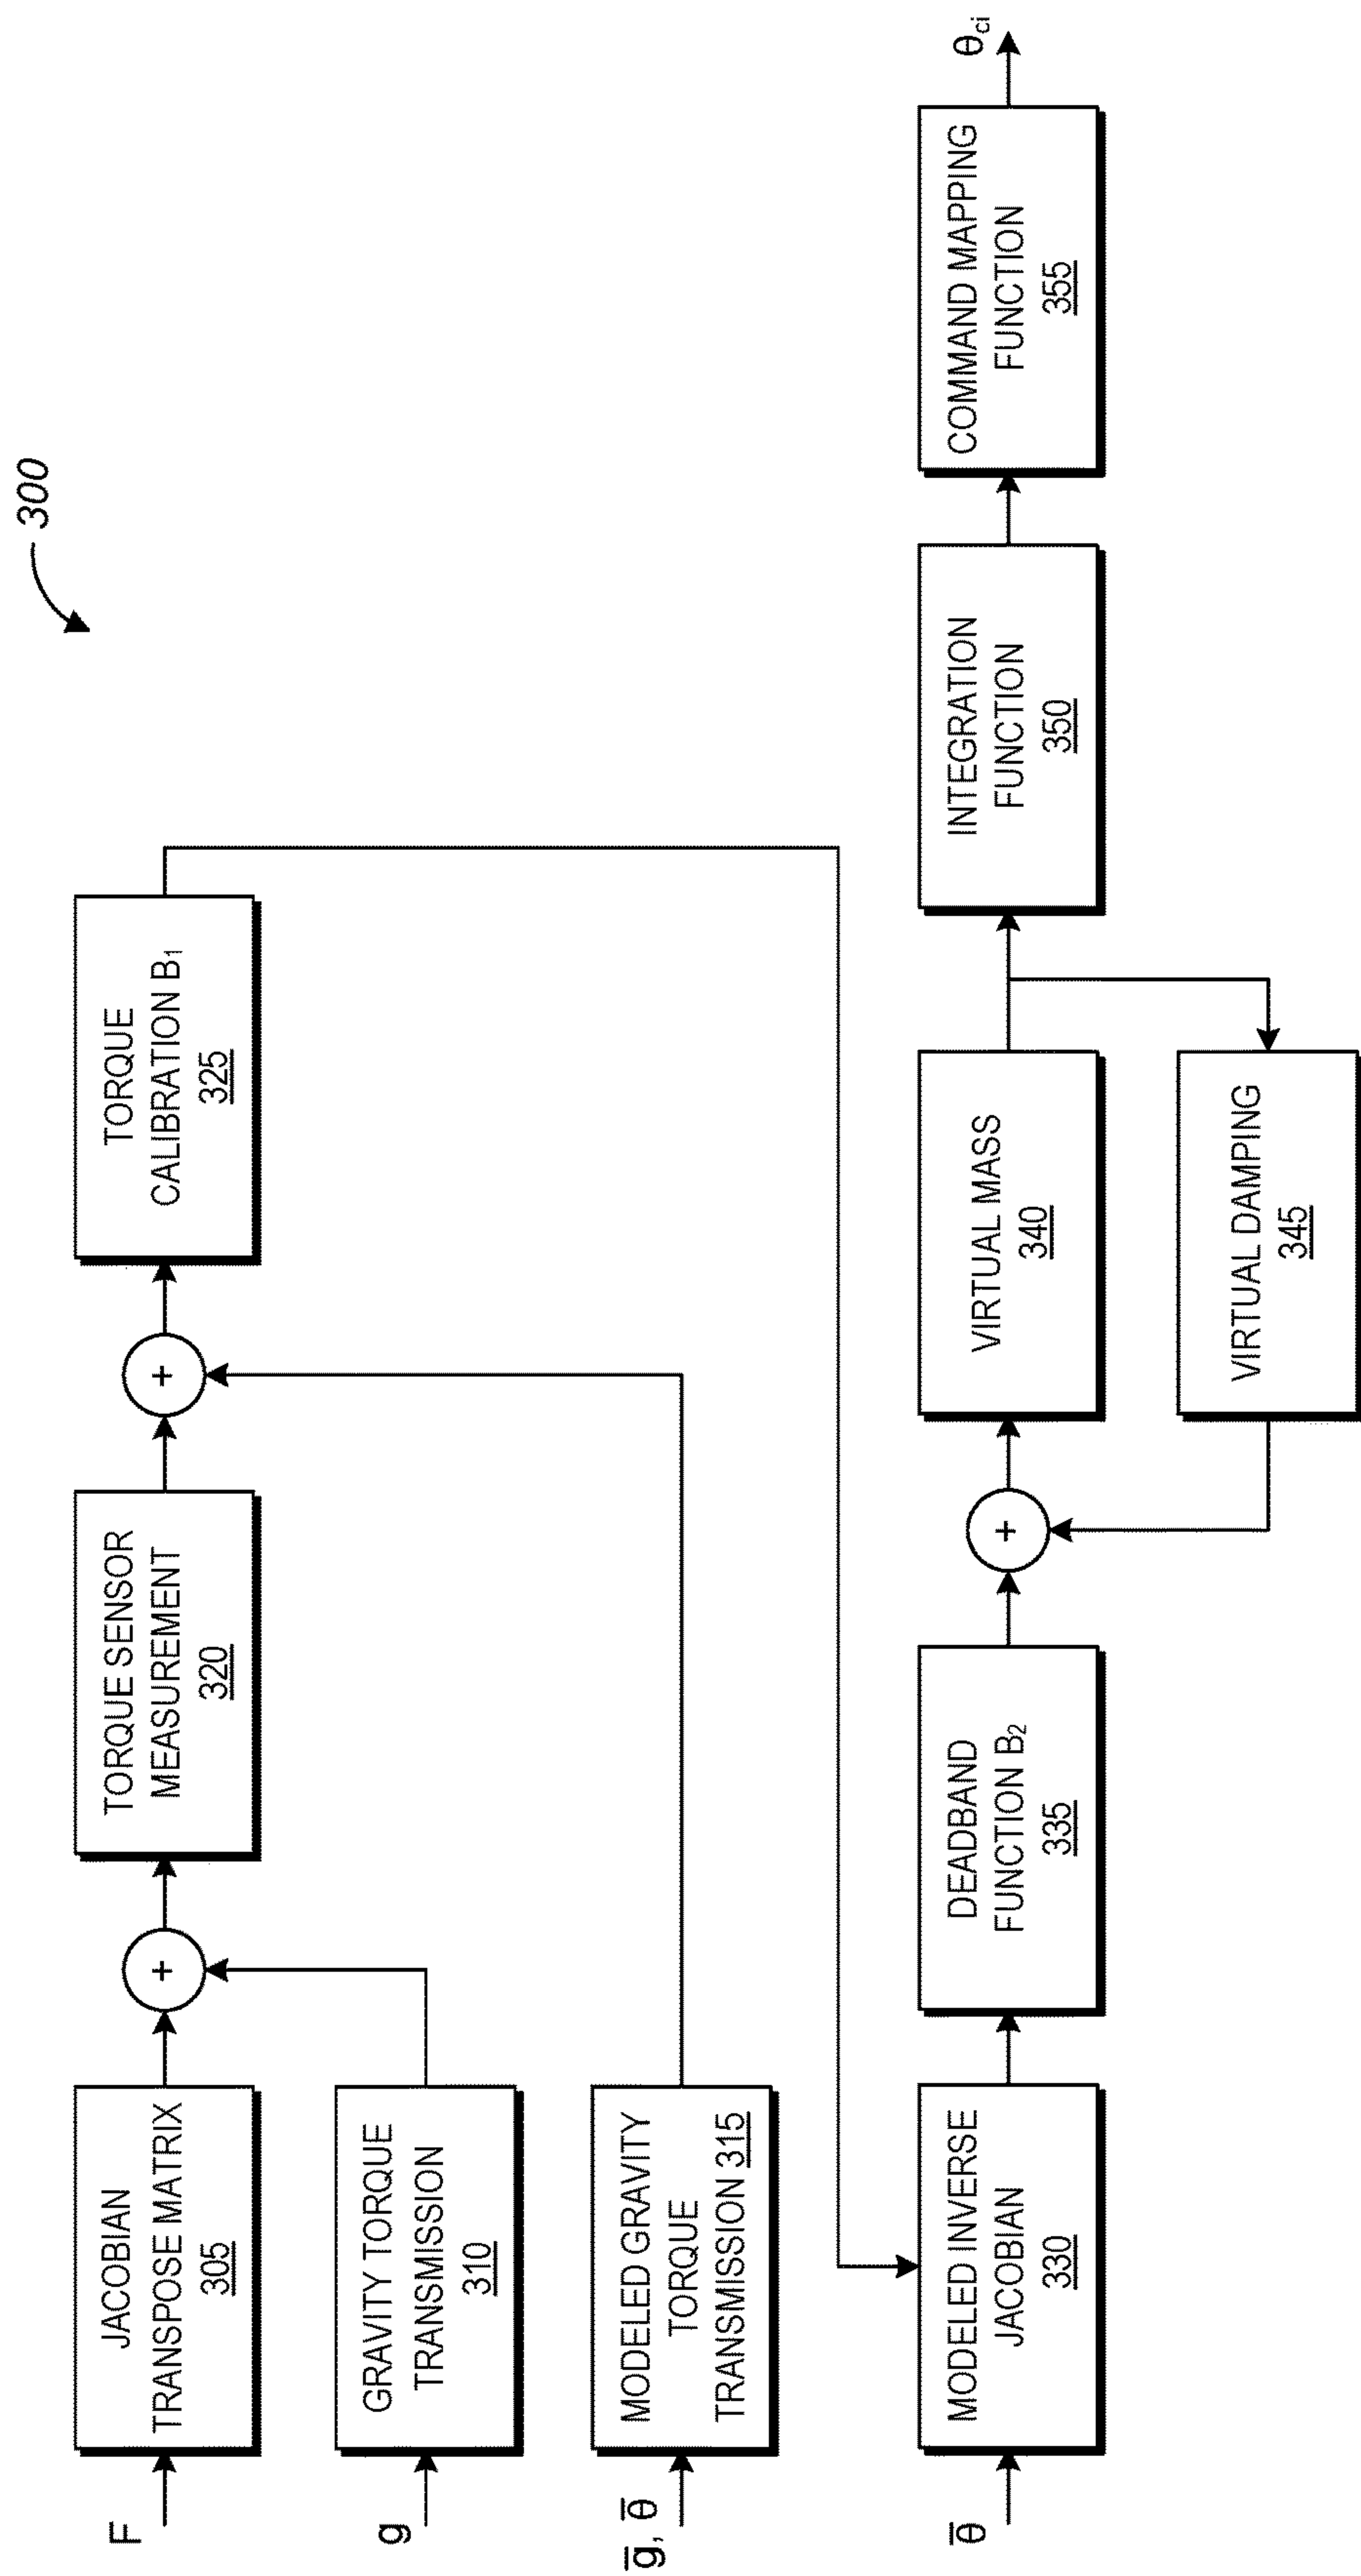 300
F
JACOBIAN
TRANSPOSE MATRIX
305
+
TORQUE SENSOR
MEASUREMENT
320
+
TORQUE
CALIBRATION B₁
325
g
GRAVITY TORQUE
TRANSMISSION
310
g̅, θ̅
MODELED GRAVITY
TORQUE
TRANSMISSION 315
θ̅
MODELED INVERSE
JACOBIAN
330
DEADBAND
FUNCTION B₂
335
+
VIRTUAL MASS
340
INTEGRATION
FUNCTION
350
COMMAND MAPPING
FUNCTION
355
θci
VIRTUAL DAMPING
345